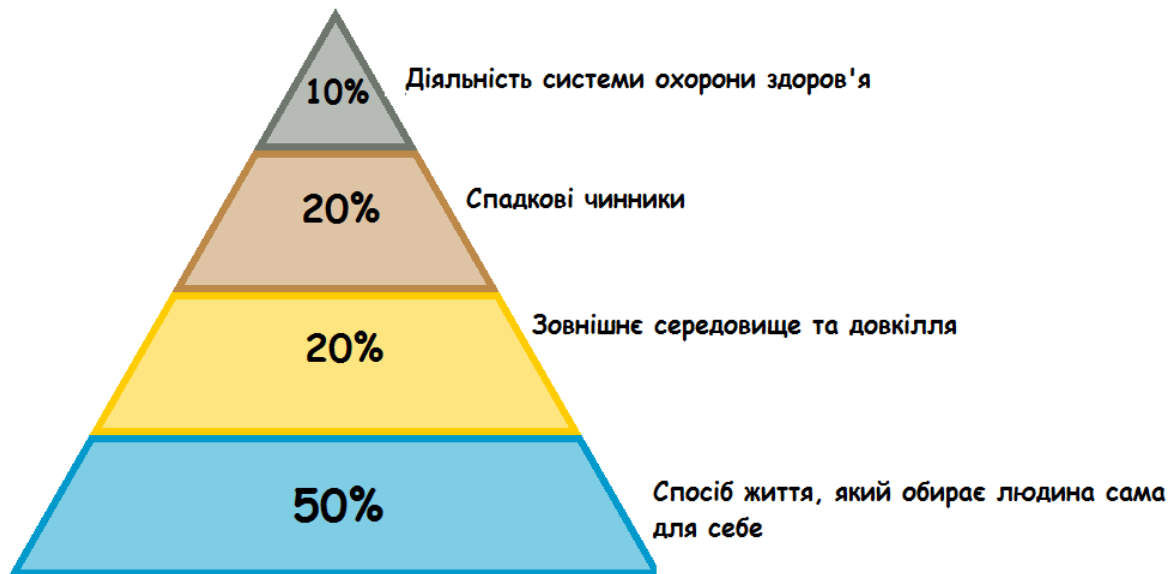 10%
Діяльність системи охорони здоров'я
20%
Спадкові чинники
20%
Зовнішнє середовище та довкілля
50%
Спосіб життя, який обирає людина сама
для себе